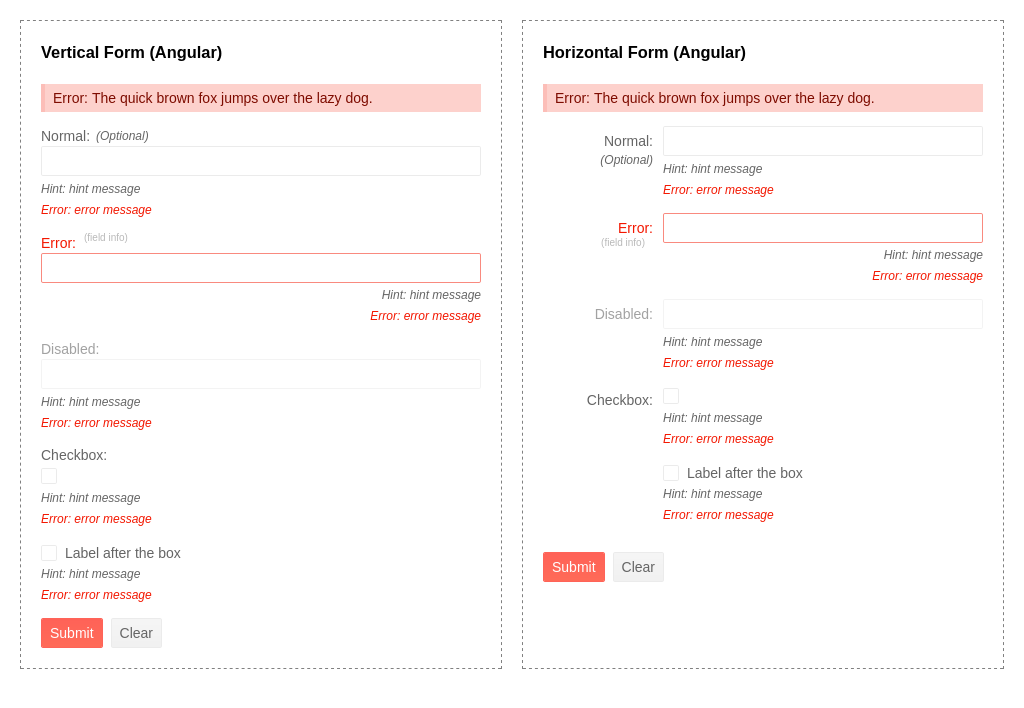 Vertical Form (Angular)
Error: The quick brown fox jumps over the lazy dog.
Normal: (Optional)
Hint: hint message
Error: error message
Error: (field info)
Hint: hint message
Error: error message
Disabled:
Hint: hint message
Error: error message
Checkbox:
Hint: hint message
Error: error message
Label after the box
Hint: hint message
Error: error message
Submit Clear
Horizontal Form (Angular)
Error: The quick brown fox jumps over the lazy dog.
Normal:
(Optional)
Hint: hint message
Error: error message
Error:
(field info)
Hint: hint message
Error: error message
Disabled:
Hint: hint message
Error: error message
Checkbox:
Hint: hint message
Error: error message
Label after the box
Hint: hint message
Error: error message
Submit Clear